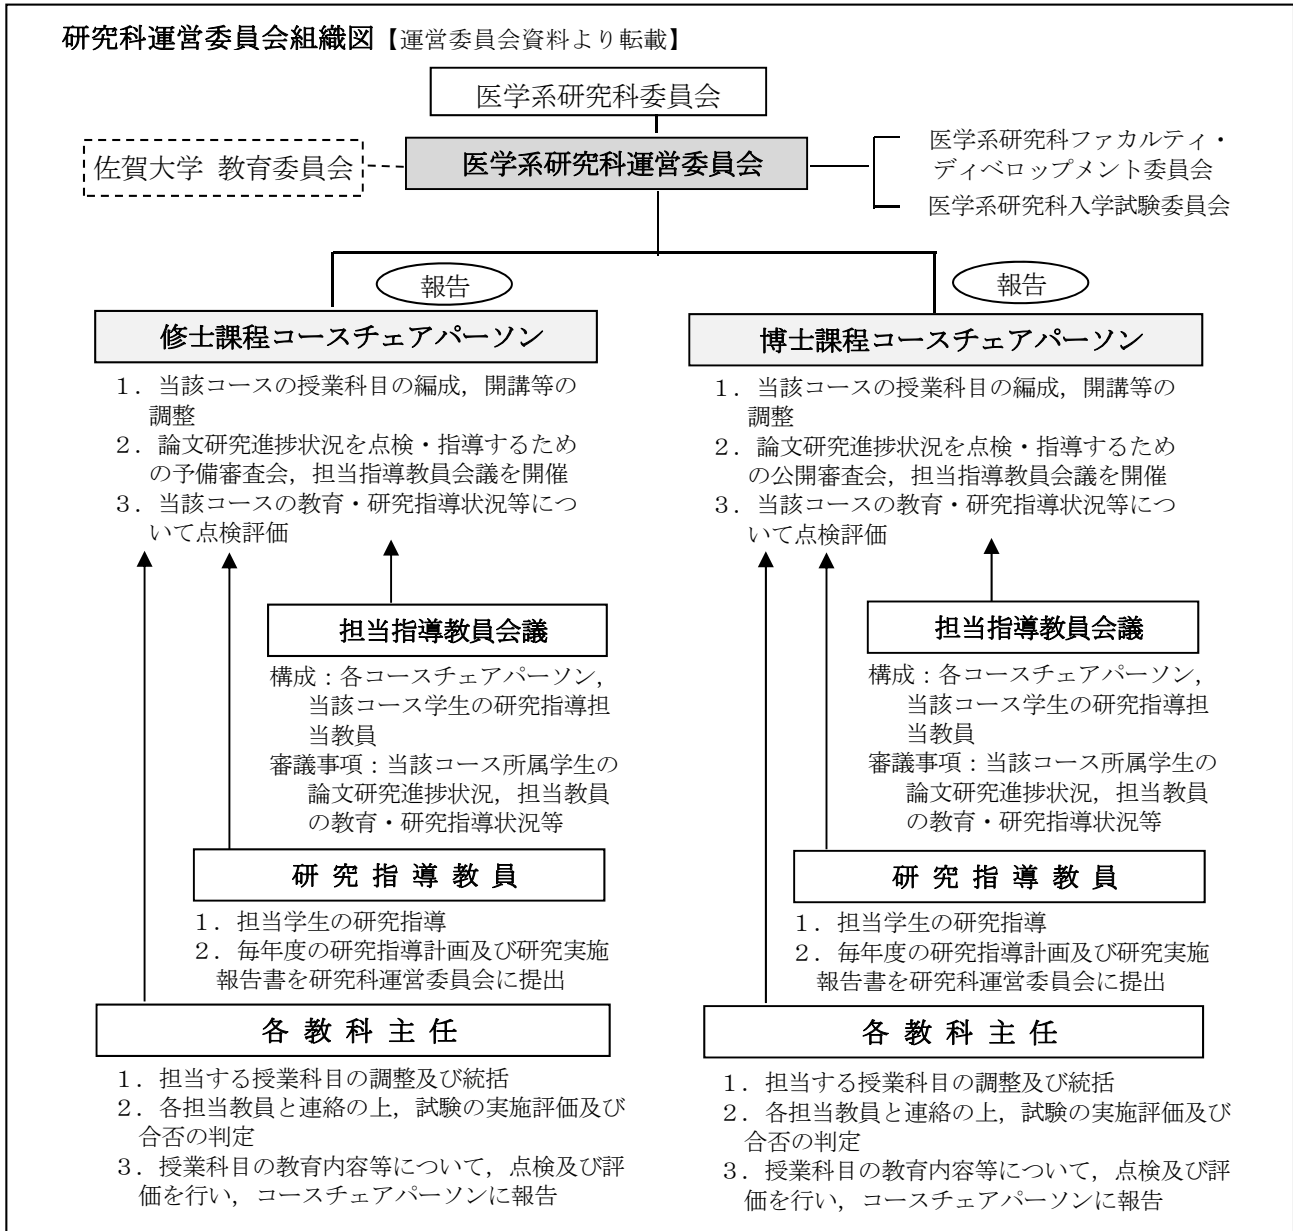 研究科運営委員会組織図【運営委員会資料より転載】
医学系研究科委員会
佐賀大学 教育委員会
医学系研究科運営委員会
医学系研究科ファカルティ・
ディベロップメント委員会
医学系研究科入学試験委員会
報告
報告
修士課程コースチェアパーソン
1．当該コースの授業科目の編成，開講等の
調整
2．論文研究進捗状況を点検・指導するため
の予備審査会，担当指導教員会議を開催
3．当該コースの教育・研究指導状況等につ
いて点検評価
担当指導教員会議
構成：各コースチェアパーソン，
当該コース学生の研究指導担
当教員
審議事項：当該コース所属学生の
論文研究進捗状況，担当教員
の教育・研究指導状況等
研 究 指 導 教 員
1．担当学生の研究指導
2．毎年度の研究指導計画及び研究実施
報告書を研究科運営委員会に提出
各 教 科 主 任
1．担当する授業科目の調整及び統括
2．各担当教員と連絡の上，試験の実施評価及び
合否の判定
3．授業科目の教育内容等について，点検及び評
価を行い，コースチェアパーソンに報告
博士課程コースチェアパーソン
1．当該コースの授業科目の編成，開講等の
調整
2．論文研究進捗状況を点検・指導するため
の公開審査会，担当指導教員会議を開催
3．当該コースの教育・研究指導状況等につ
いて点検評価
担当指導教員会議
構成：各コースチェアパーソン，
当該コース学生の研究指導担
当教員
審議事項：当該コース所属学生の
論文研究進捗状況，担当教員
の教育・研究指導状況等
研 究 指 導 教 員
1．担当学生の研究指導
2．毎年度の研究指導計画及び研究実施
報告書を研究科運営委員会に提出
各 教 科 主 任
1．担当する授業科目の調整及び統括
2．各担当教員と連絡の上，試験の実施評価及び
合否の判定
3．授業科目の教育内容等について，点検及び評
価を行い，コースチェアパーソンに報告